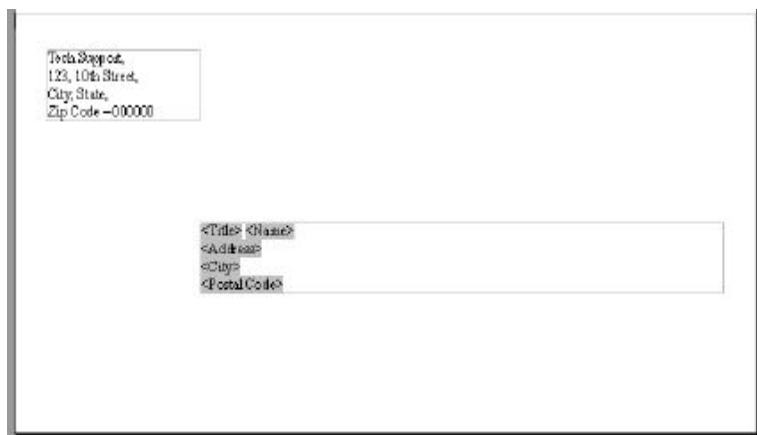 Tech Support,
123, 10th Street,
City, State,
Zip Code –000000
<Title> <Name>
<Address>
<City>
<Postal Code>